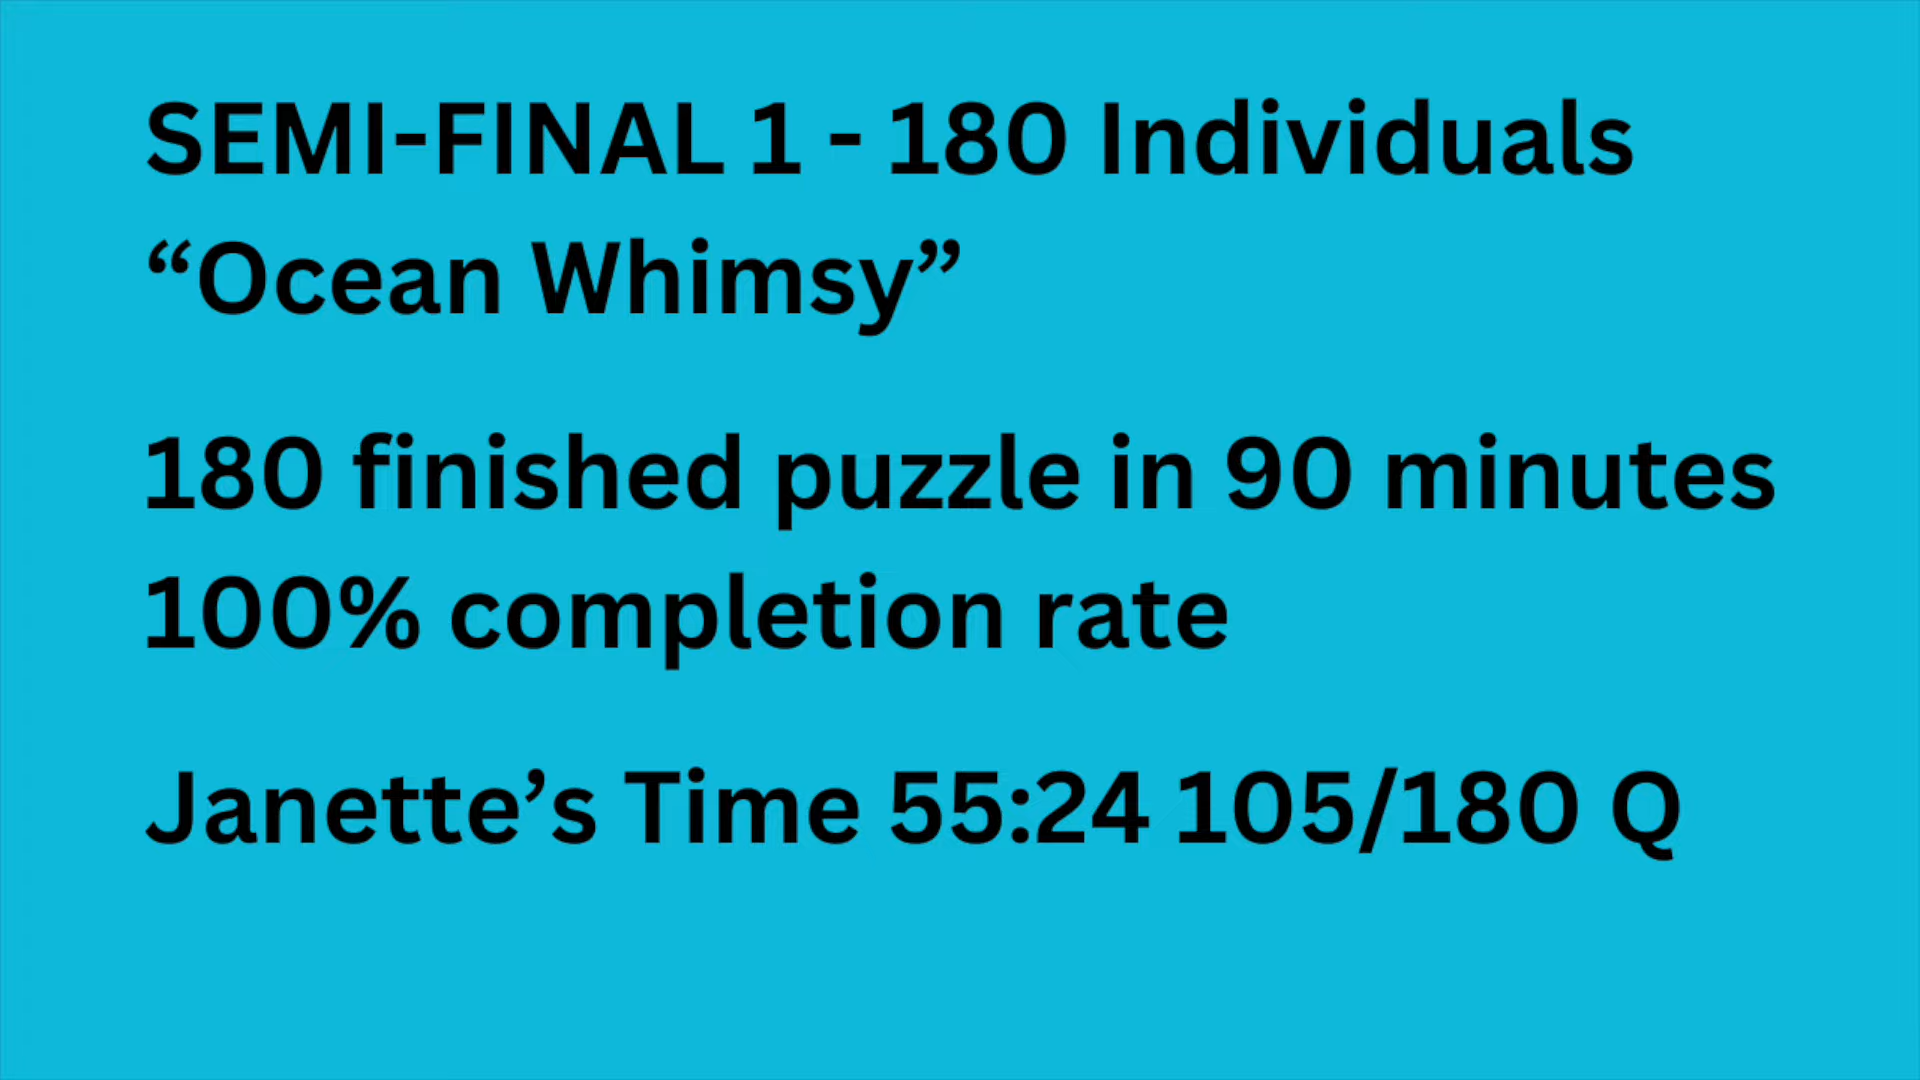 SEMI-FINAL 1 - 180 Individuals
“Ocean Whimsy”
180 finished puzzle in 90 minutes
100% completion rate
Janette’s Time 55:24 105/180 Q